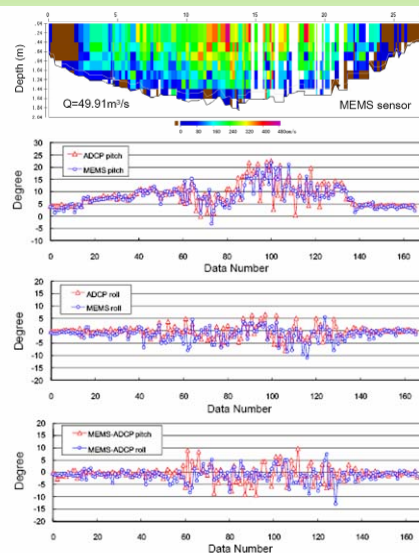 0 5 10 15 20 25
Depth (m)
Q=49.91m³/s
MEMS sensor
0 80 160 240 320 400cm/s
30
25
20
15
10
5
0
-5
-10
Degree
ADCP pitch
MEMS pitch
0 20 40 60 80 100 120 140 160
Data Number
20
15
10
5
0
-5
-10
-15
-20
Degree
ADCP roll
MEMS roll
0 20 40 60 80 100 120 140 160
Data Number
20
15
10
5
0
-5
-10
-15
-20
Degree
MEMS-ADCP pitch
MEMS-ADCP roll
0 20 40 60 80 100 120 140 160
Data Number